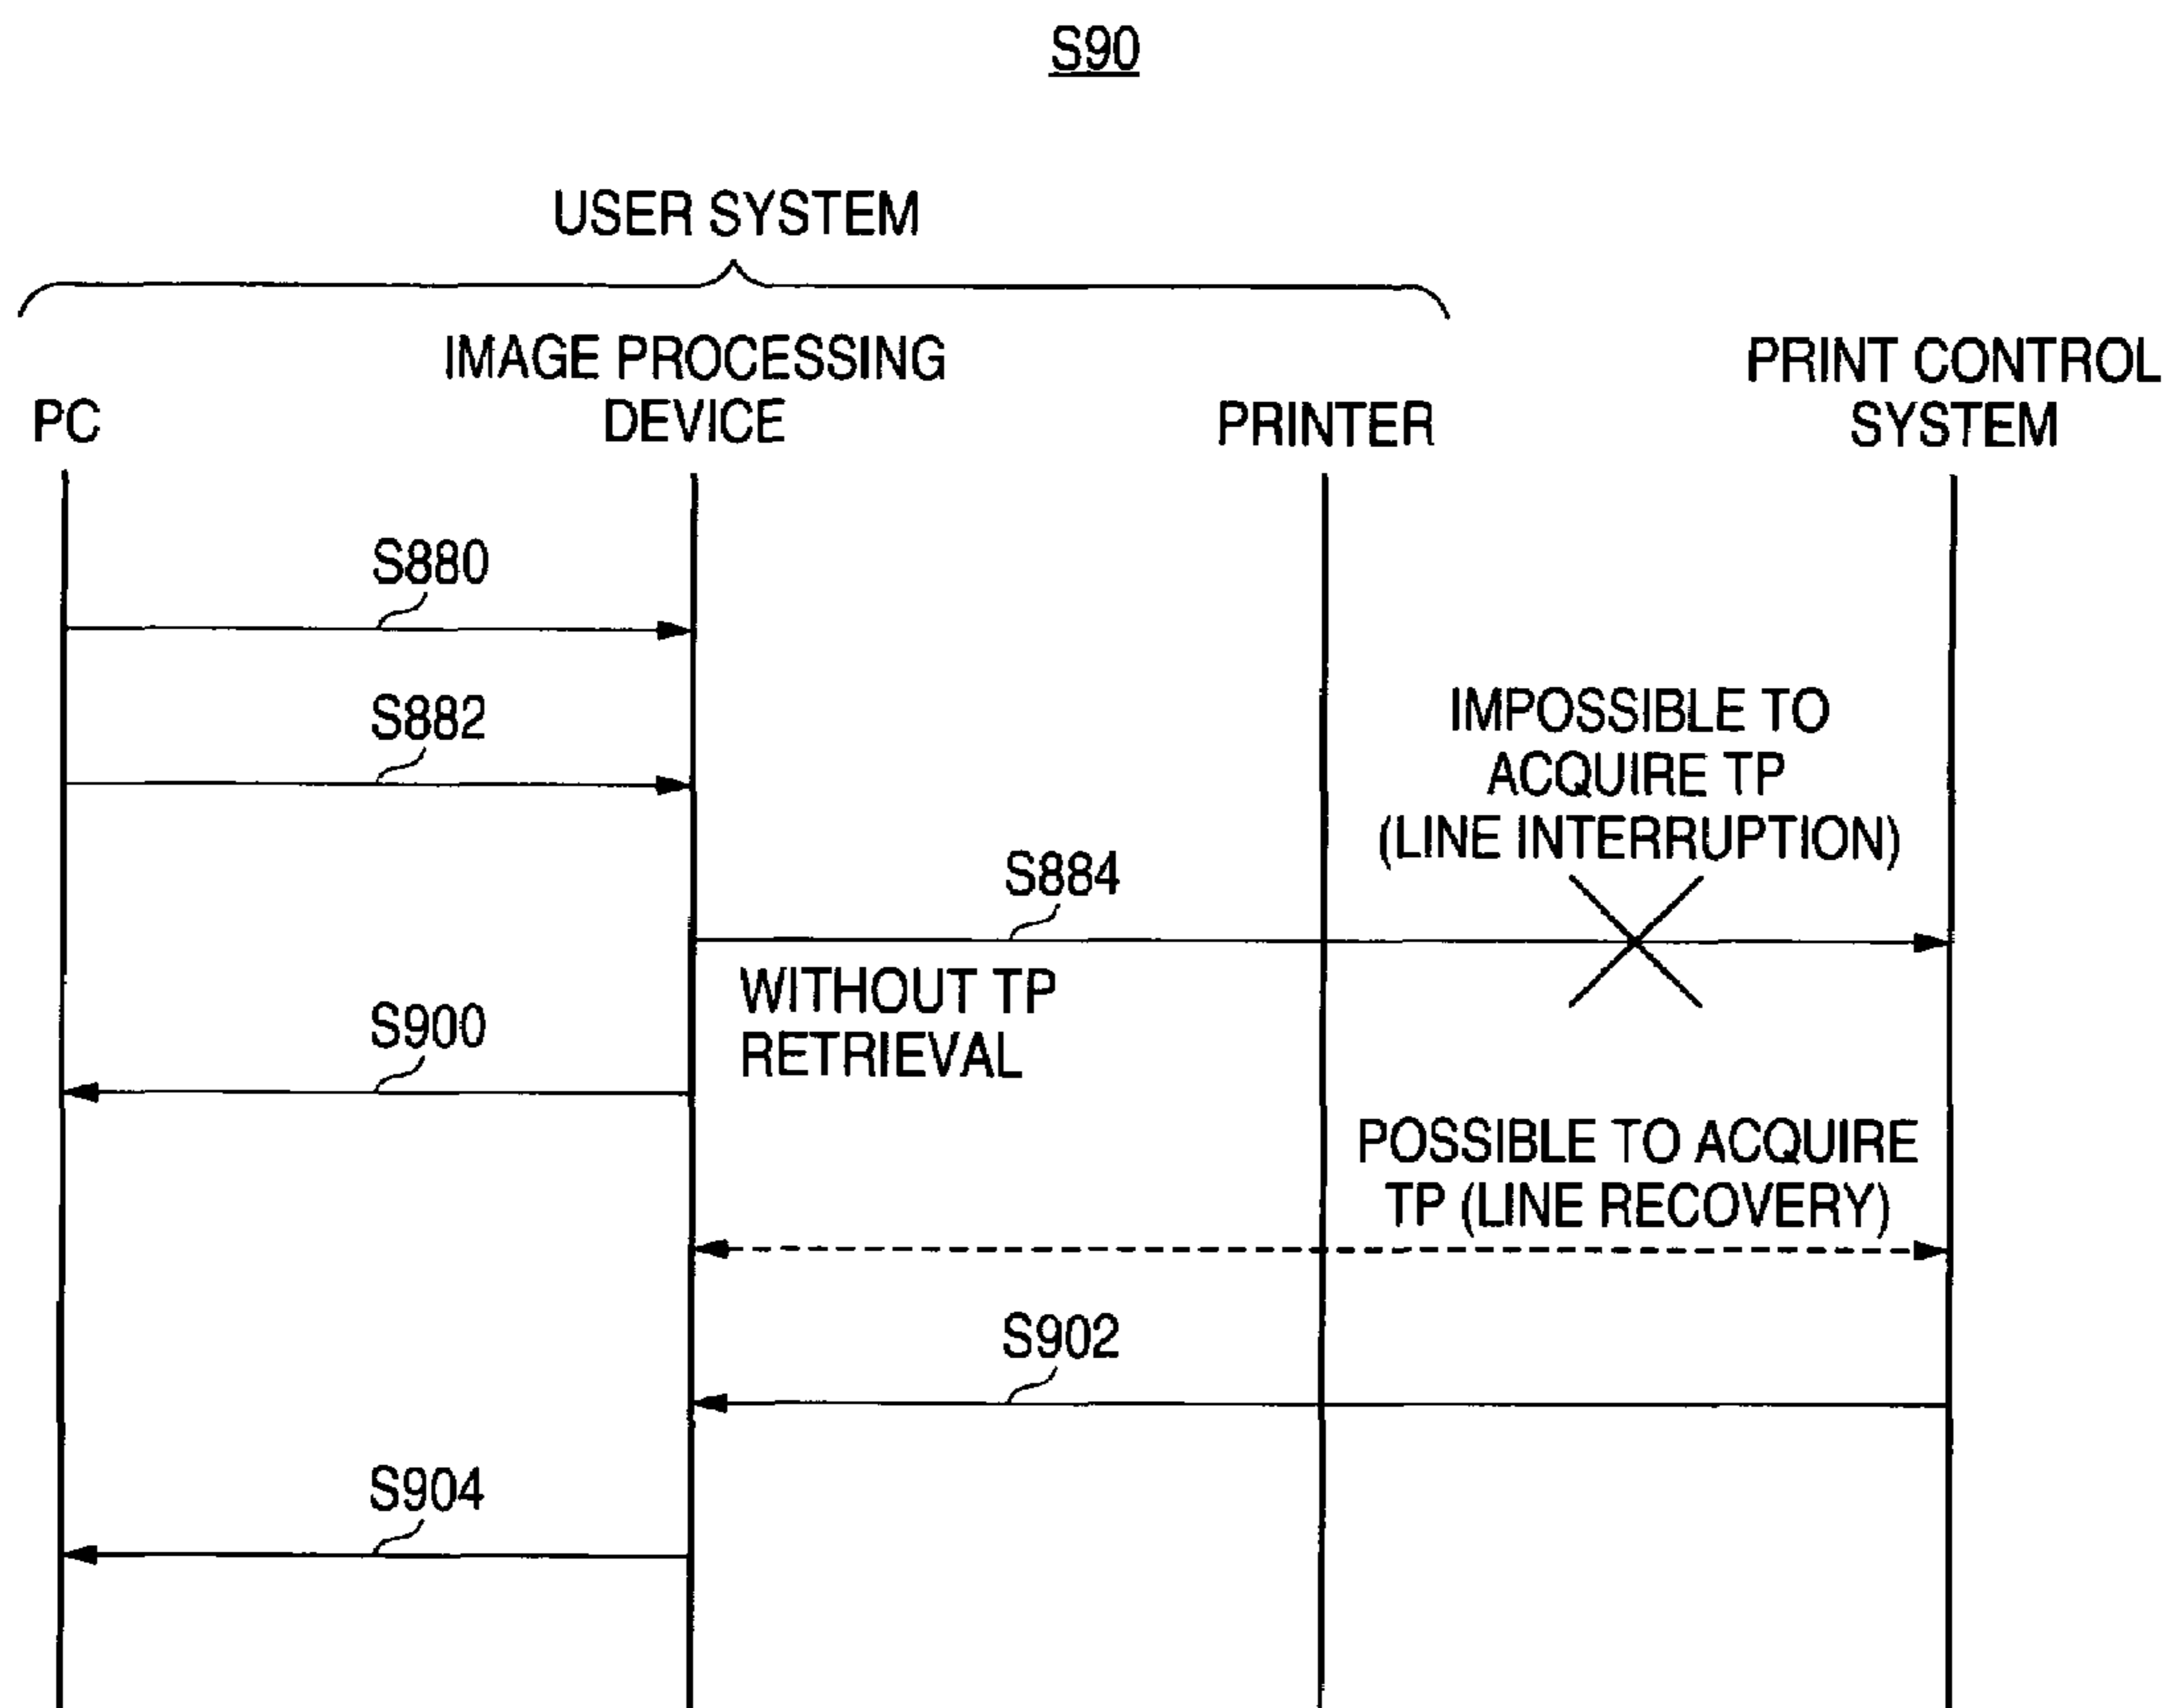 S90
USER SYSTEM
IMAGE PROCESSING
DEVICE
PC
PRINTER
PRINT CONTROL
SYSTEM
S880
S882
IMPOSSIBLE TO
ACQUIRE TP
(LINE INTERRUPTION)
S884
WITHOUT TP
RETRIEVAL
S900
POSSIBLE TO ACQUIRE
TP (LINE RECOVERY)
S902
S904